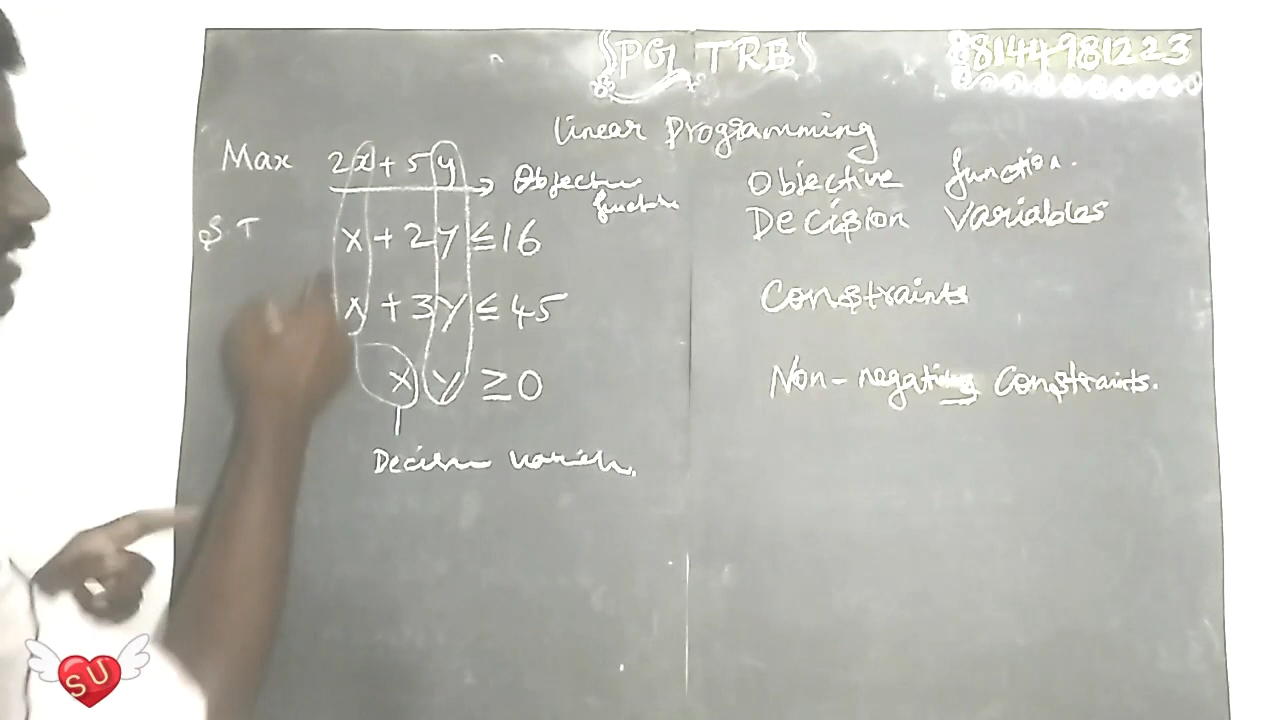 PG TRB
8144981223
Linear Programming
Max 2x + 5y → Objective function
S.T
x + 2y ≤ 16
x + 3y ≤ 45
x, y ≥ 0
Decision
Objective function.
Decision Variables
Constraints
Non-negative Constraints.
SU